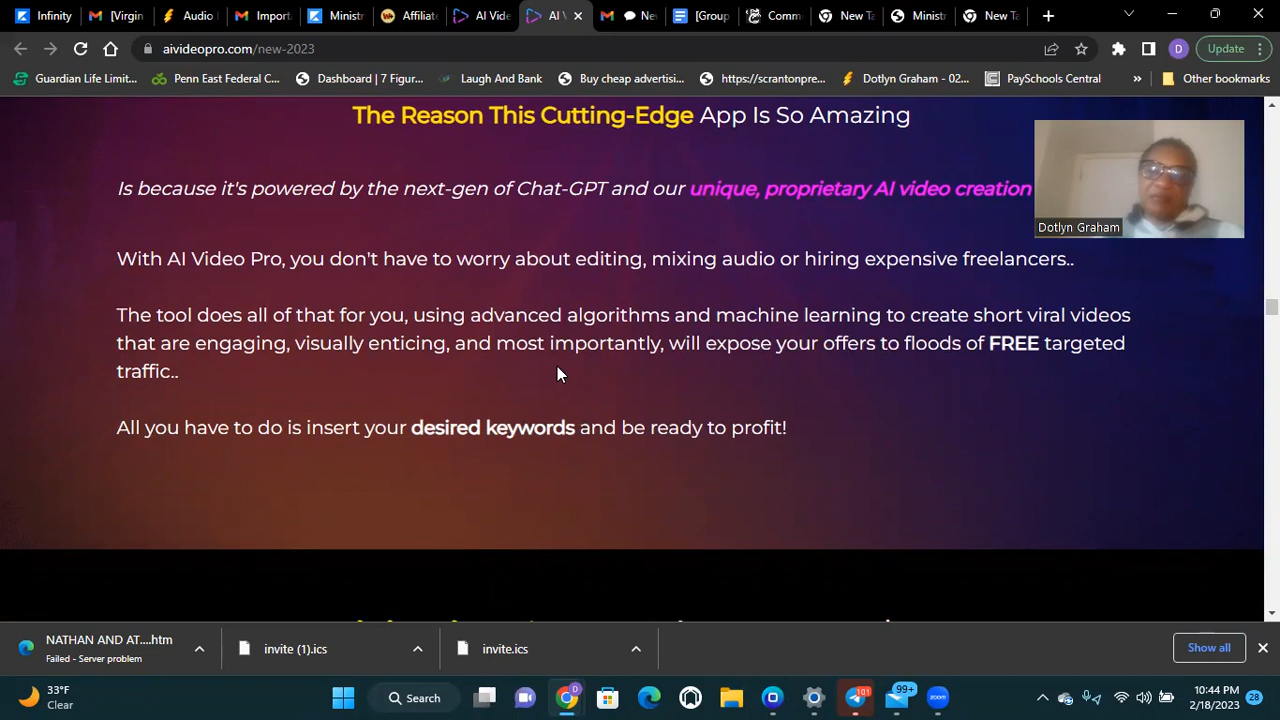 Infinity
[Virgin
Audio
Import
Ministr
Affiliate
AI Vide
AI V
Ne
[Group
Comm
New Ta
Ministr
New Ta
aivideopro.com/new-2023
D
Update
Guardian Life Limit...
Penn East Federal C...
Dashboard | 7 Figur...
Laugh And Bank
Buy cheap advertisi...
https://scrantonpre...
Dotlyn Graham - 02...
PaySchools Central
»
Other bookmarks
The Reason This Cutting-Edge App Is So Amazing
Is because it's powered by the next-gen of Chat-GPT and our unique, proprietary AI video creation
Dotlyn Graham
With AI Video Pro, you don't have to worry about editing, mixing audio or hiring expensive freelancers..
The tool does all of that for you, using advanced algorithms and machine learning to create short viral videos
that are engaging, visually enticing, and most importantly, will expose your offers to floods of FREE targeted
traffic..
All you have to do is insert your desired keywords and be ready to profit!
NATHAN AND AT....htm
Failed - Server problem
invite (1).ics
invite.ics
Show all
33°F
Clear
Search
D
101
99+
zoom
10:44 PM
2/18/2023
28